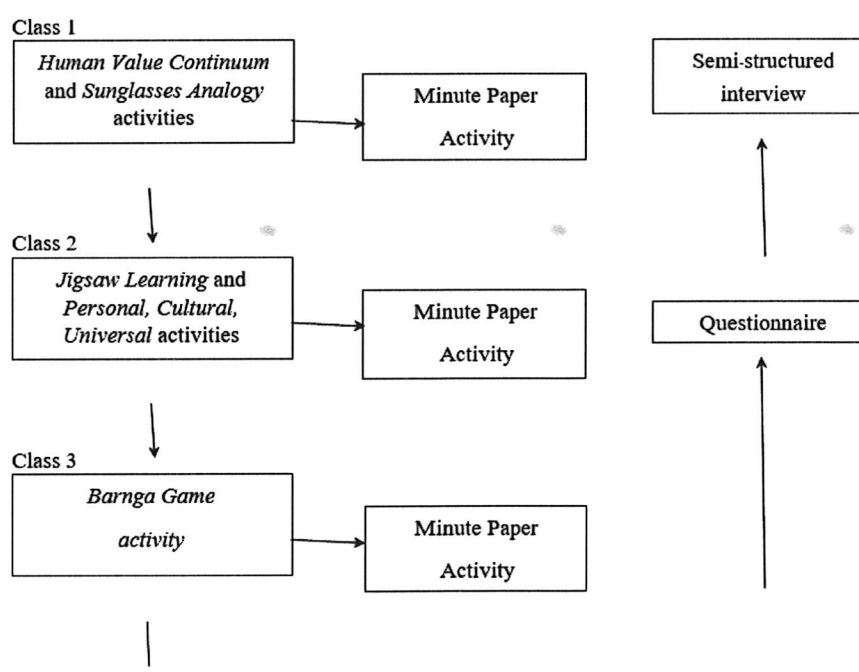 Class 1
Human Value Continuum
and Sunglasses Analogy
activities
Minute Paper
Activity
Semi-structured
interview
Class 2
Jigsaw Learning and
Personal, Cultural,
Universal activities
Minute Paper
Activity
Questionnaire
Class 3
Barnga Game
activity
Minute Paper
Activity